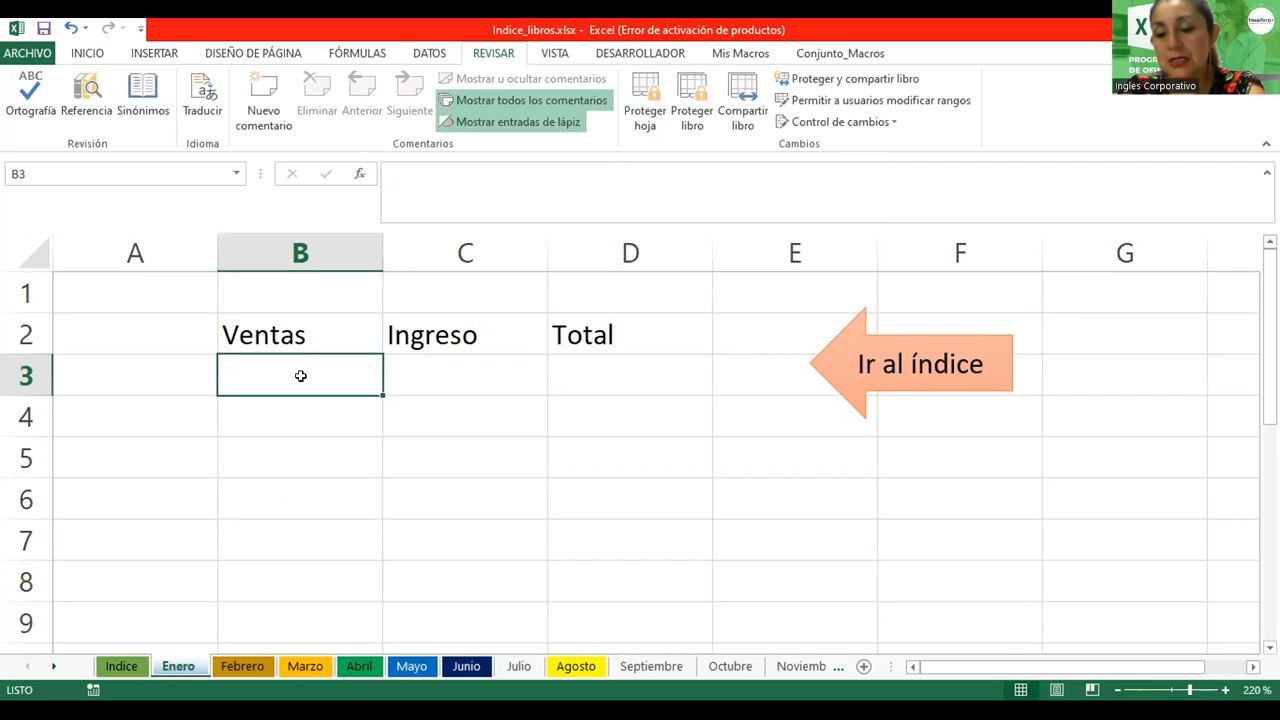 Indice_libros.xlsx - Excel (Error de activación de productos)
ARCHIVO INICIO INSERTAR DISEÑO DE PÁGINA FÓRMULAS DATOS REVISAR VISTA DESARROLLADOR Mis Macros Conjunto_Macros
ABC
Ortografía Referencia Sinónimos
Revisión
Traducir
Idioma
Nuevo
comentario
Eliminar Anterior Siguiente
Mostrar u ocultar comentarios
Mostrar todos los comentarios
Mostrar entradas de lápiz
Comentarios
Proteger
hoja
Proteger
libro
Compartir
libro
Proteger y compartir libro
Permitir a usuarios modificar rangos
Control de cambios
Cambios
Ingles Corporativo
B3
fx
A B C D E F G
1
2 Ventas Ingreso Total
3
Ir al índice
4
5
6
7
8
9
Indice Enero Febrero Marzo Abril Mayo Junio Julio Agosto Septiembre Octubre Noviemb ...
LISTO
220 %